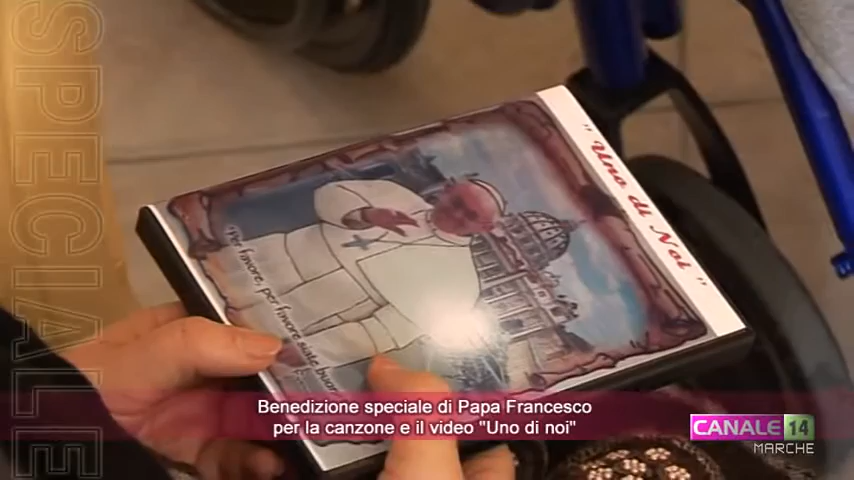 SPECIALE
" Uno di Noi "
Per favore, per favore siate buoni
Benedizione speciale di Papa Francesco
per la canzone e il video "Uno di noi"
CANALE 14
MARCHE